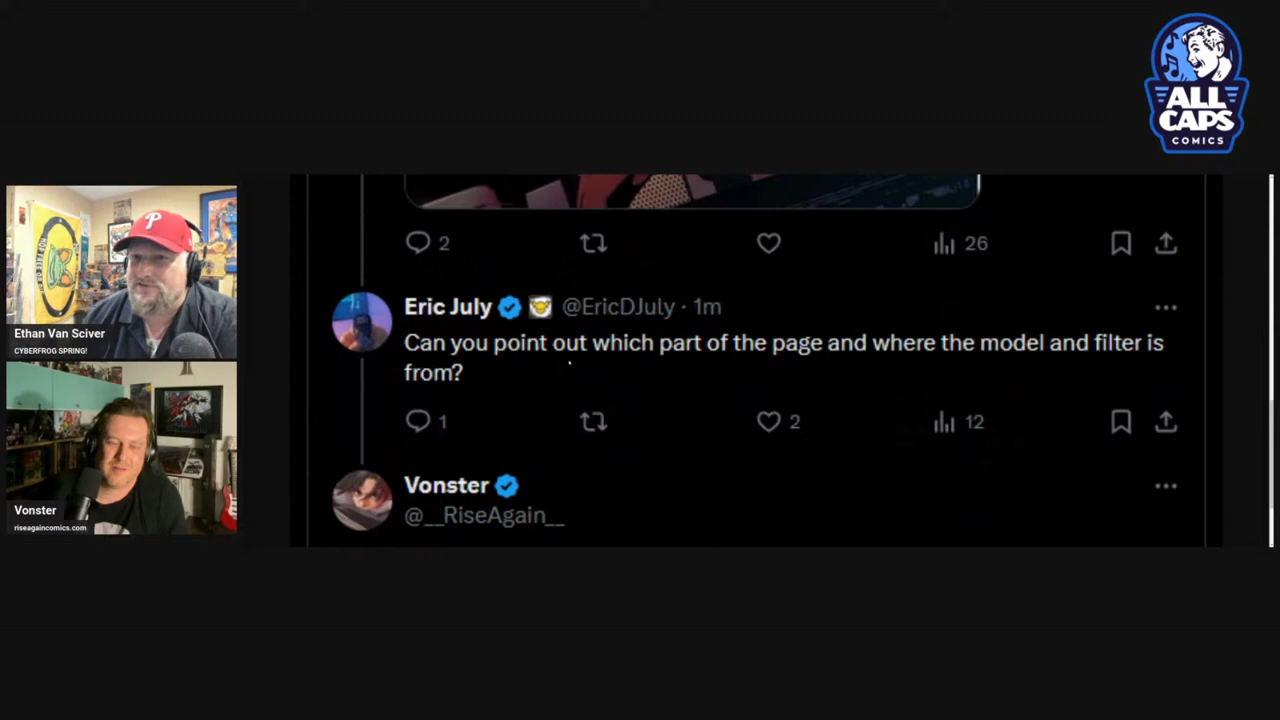 ALL
CAPS
COMICS
2
26
Eric July @EricDJuly · 1m
Can you point out which part of the page and where the model and filter is
from?
1
2
12
Vonster
@__RiseAgain__
P
Ethan Van Sciver
CYBERFROG SPRING!
Vonster
riseagaincomics.com